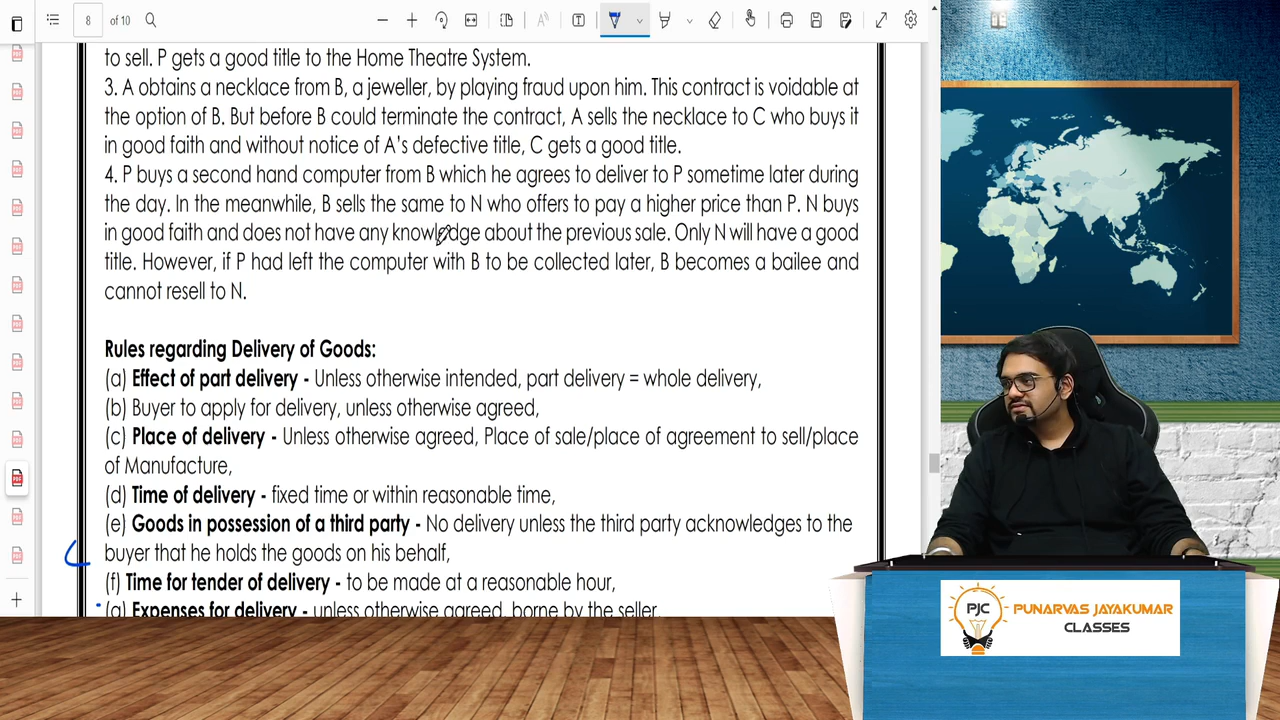 8 of 10
to sell. P gets a good title to the Home Theatre System.
3. A obtains a necklace from B, a jeweller, by playing fraud upon him. This contract is voidable at
the option of B. But before B could terminate the contract, A sells the necklace to C who buys it
in good faith and without notice of A's defective title, C gets a good title.
4. P buys a second hand computer from B which he agrees to deliver to P sometime later during
the day. In the meanwhile, B sells the same to N who offers to pay a higher price than P. N buys
in good faith and does not have any knowledge about the previous sale. Only N will have a good
title. However, if P had left the computer with B to be collected later, B becomes a bailee and
cannot resell to N.
Rules regarding Delivery of Goods:
(a) Effect of part delivery - Unless otherwise intended, part delivery = whole delivery,
(b) Buyer to apply for delivery, unless otherwise agreed,
(c) Place of delivery - Unless otherwise agreed, Place of sale/place of agreement to sell/place
of Manufacture,
(d) Time of delivery - fixed time or within reasonable time,
(e) Goods in possession of a third party - No delivery unless the third party acknowledges to the
buyer that he holds the goods on his behalf,
(f) Time for tender of delivery - to be made at a reasonable hour,
(g) Expenses for delivery - unless otherwise agreed, borne by the seller
PJC
PUNARVAS JAYAKUMAR
CLASSES